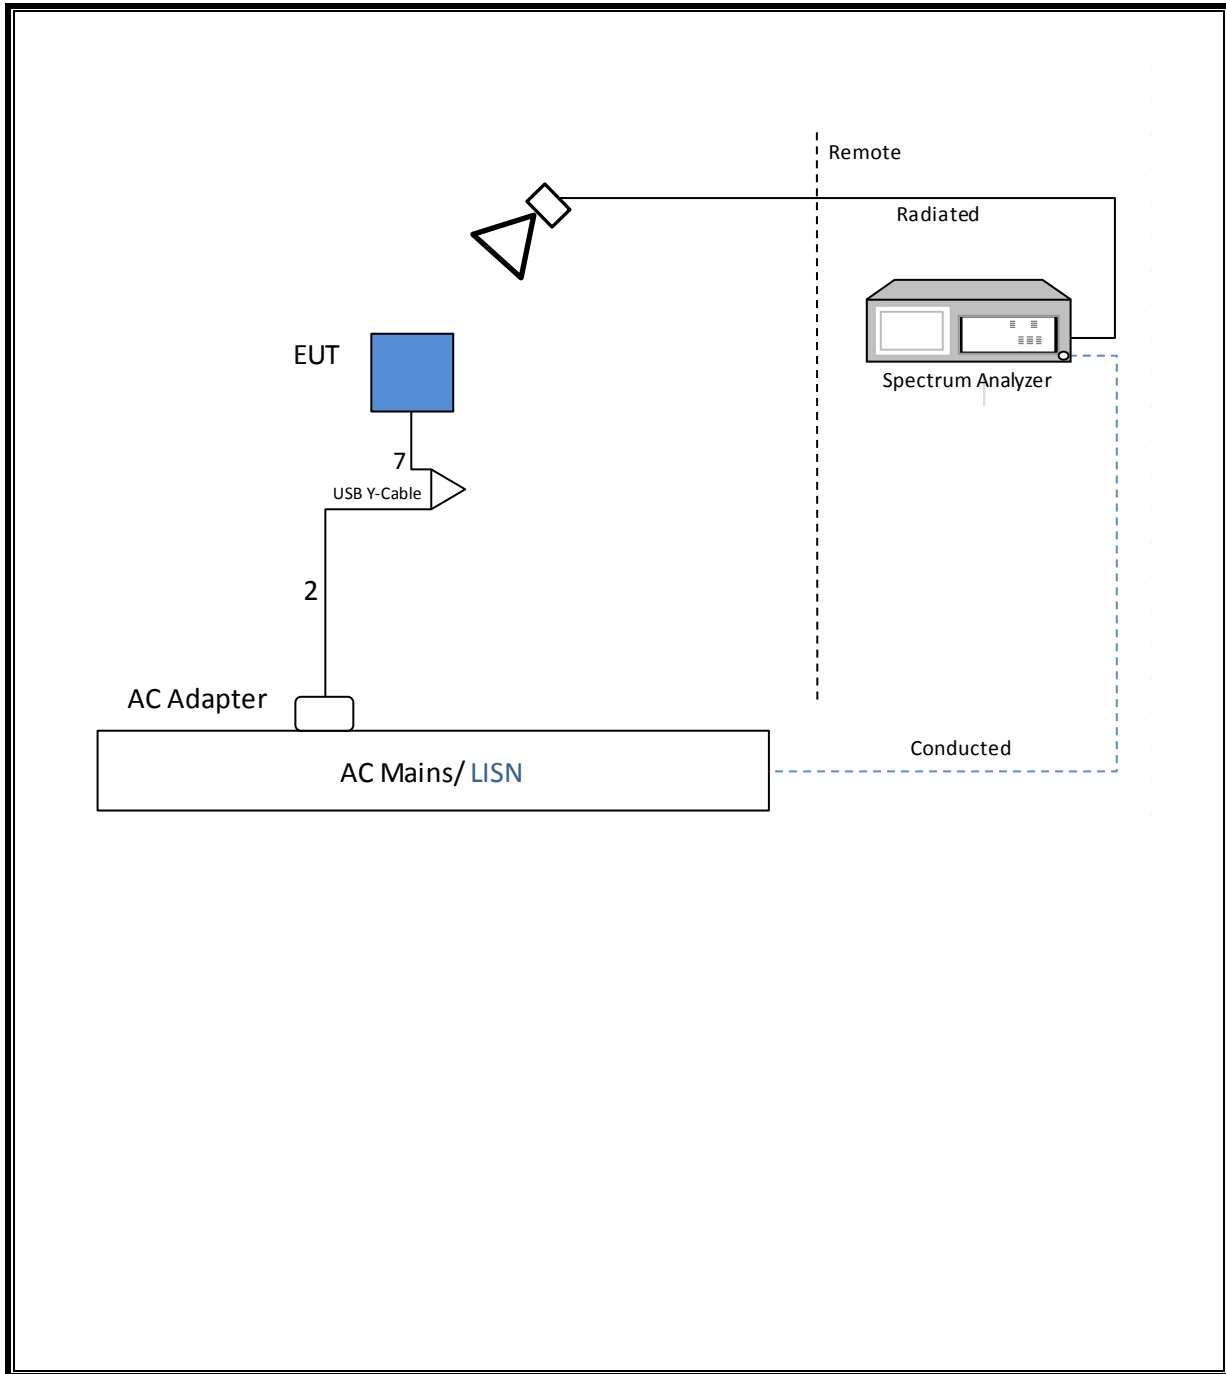 Remote
Radiated
EUT
Spectrum Analyzer
7
USB Y-Cable
2
AC Adapter
Conducted
AC Mains/ LISN